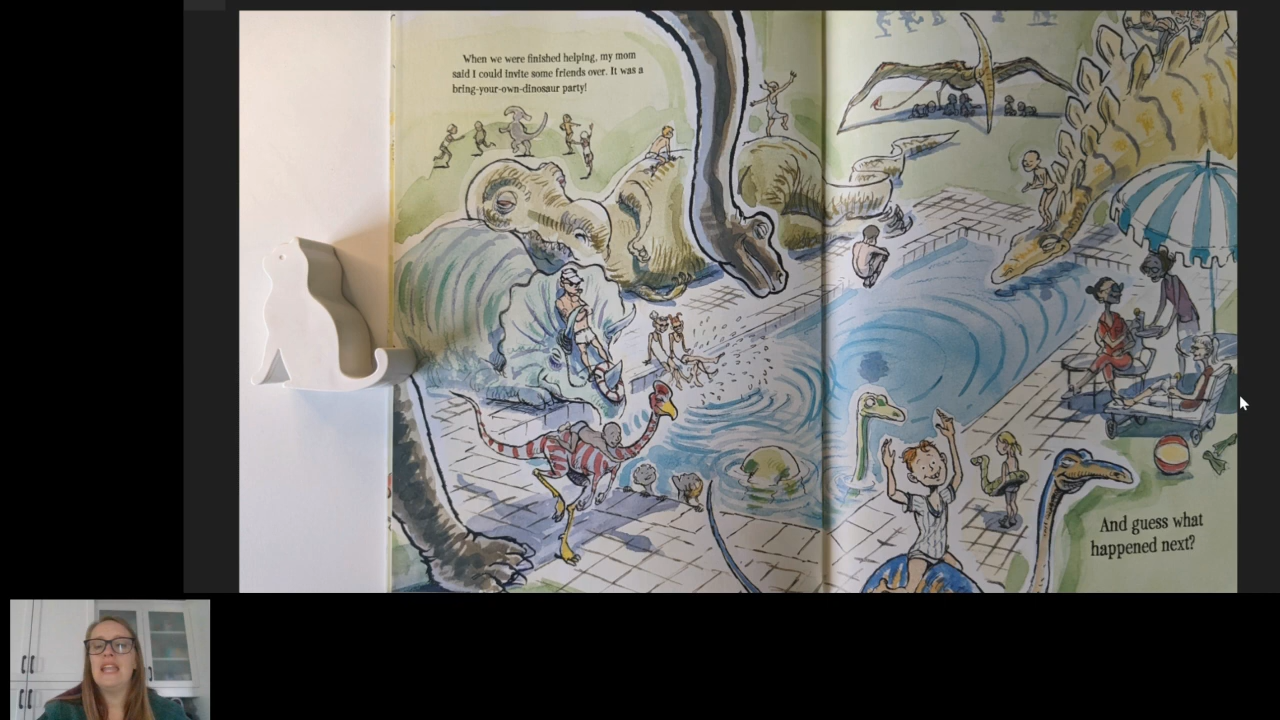 When we were finished helping, my mom
said I could invite some friends over. It was a
bring-your-own-dinosaur party!
And guess what
happened next?